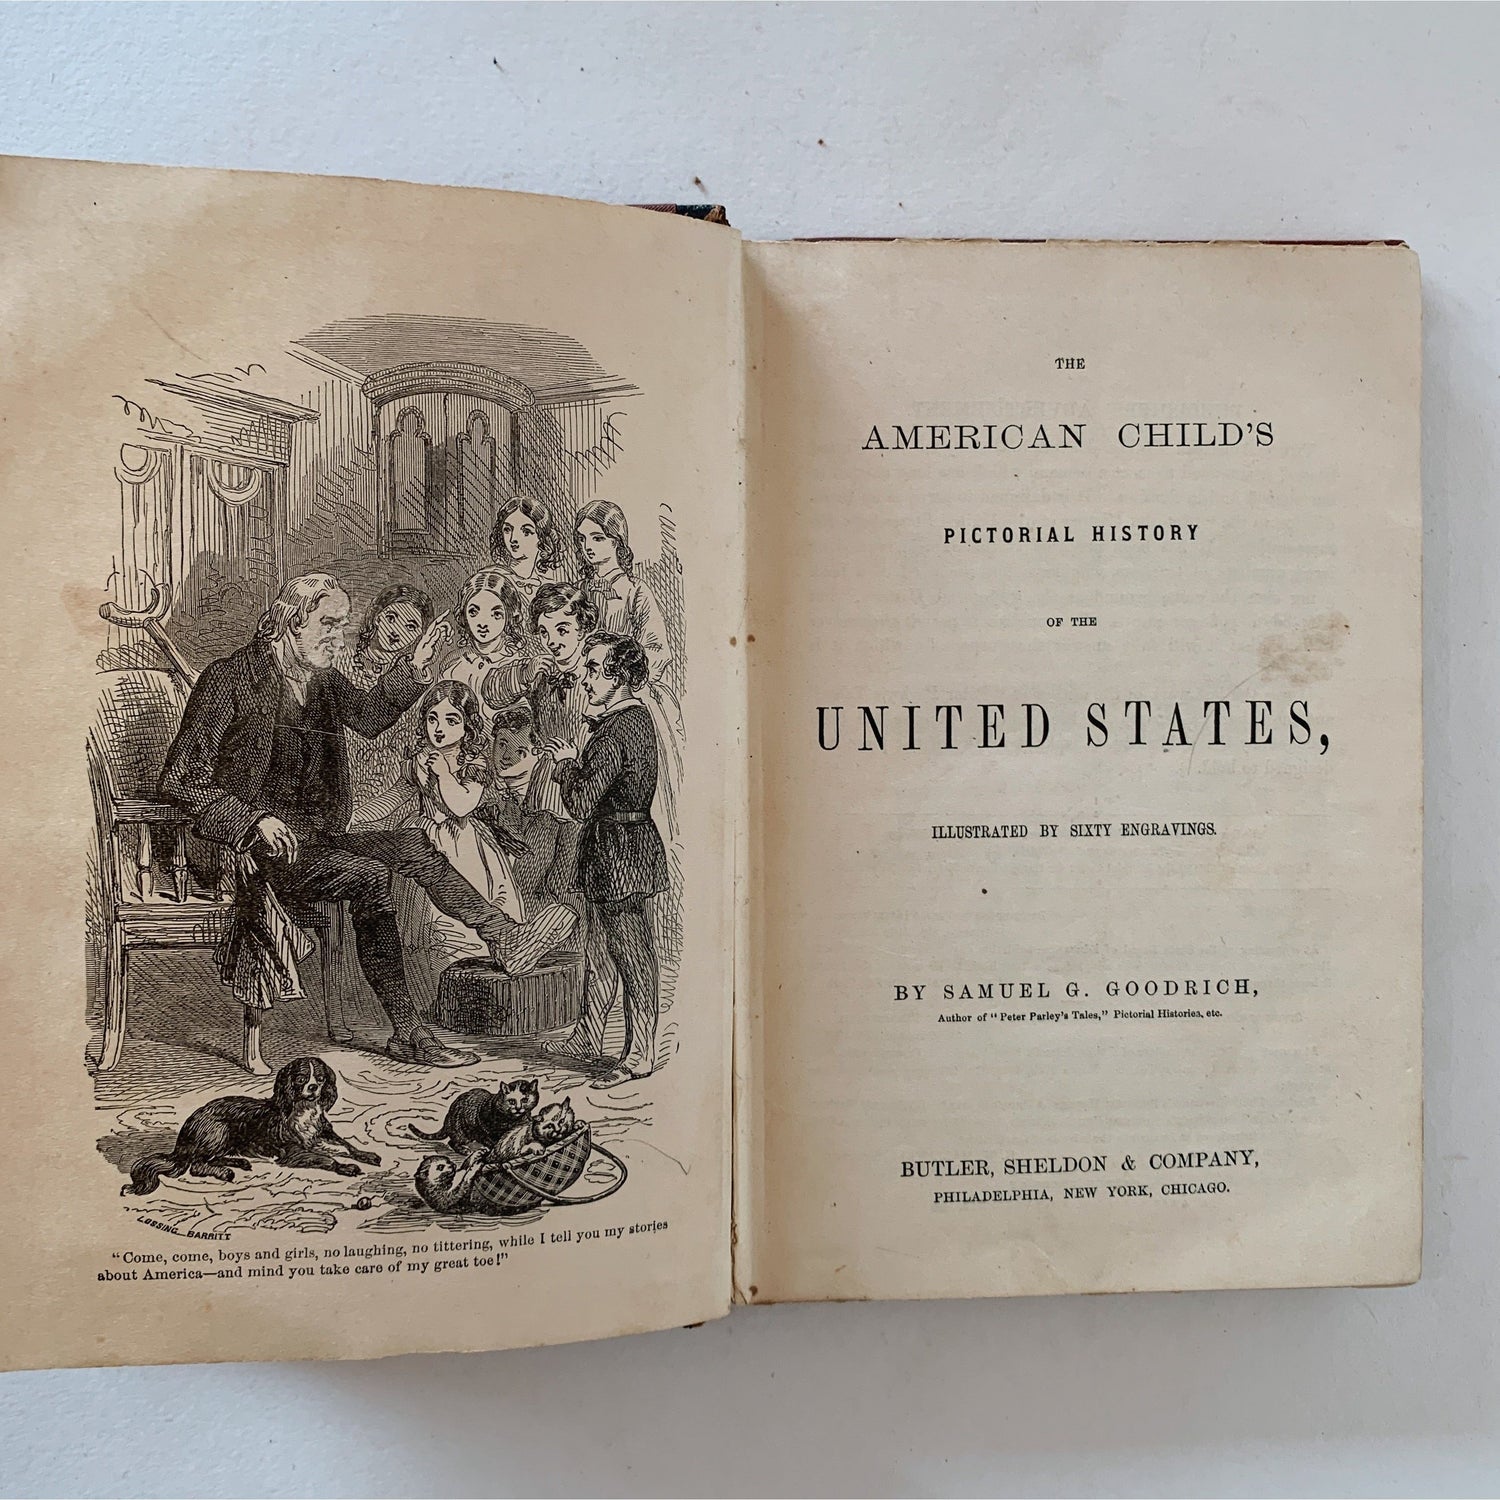 LOSSING BARRITT
"Come, come, boys and girls, no laughing, no tittering, while I tell you my stories
about America—and mind you take care of my great toe!"
THE
AMERICAN CHILD'S
PICTORIAL HISTORY
OF THE
UNITED STATES,
ILLUSTRATED BY SIXTY ENGRAVINGS.
BY SAMUEL G. GOODRICH,
Author of "Peter Parley's Tales," Pictorial Histories, etc.
BUTLER, SHELDON & COMPANY,
PHILADELPHIA, NEW YORK, CHICAGO.